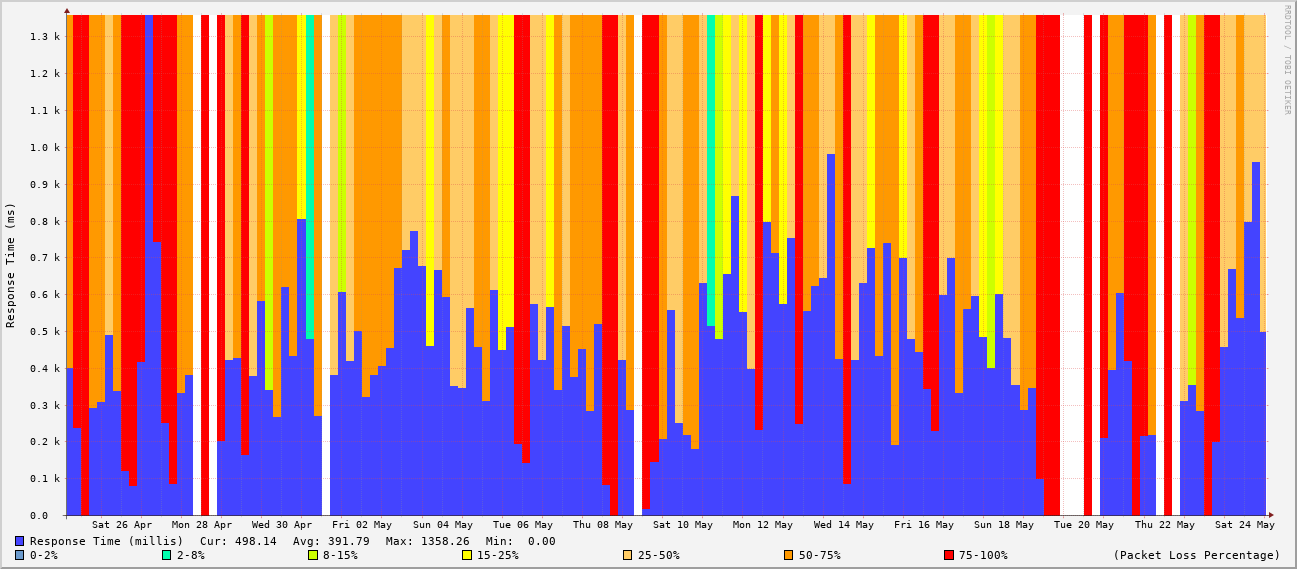 RRDTOOL / TOBI OETIKER
Response Time (ms)
1.3 k
1.2 k
1.1 k
1.0 k
0.9 k
0.8 k
0.7 k
0.6 k
0.5 k
0.4 k
0.3 k
0.2 k
0.1 k
0.0
Sat 26 Apr Mon 28 Apr Wed 30 Apr Fri 02 May Sun 04 May Tue 06 May Thu 08 May Sat 10 May Mon 12 May Wed 14 May Fri 16 May Sun 18 May Tue 20 May Thu 22 May Sat 24 May
Response Time (millis) Cur: 498.14 Avg: 391.79 Max: 1358.26 Min: 0.00
0-2% 2-8% 8-15% 15-25% 25-50% 50-75% 75-100% (Packet Loss Percentage)